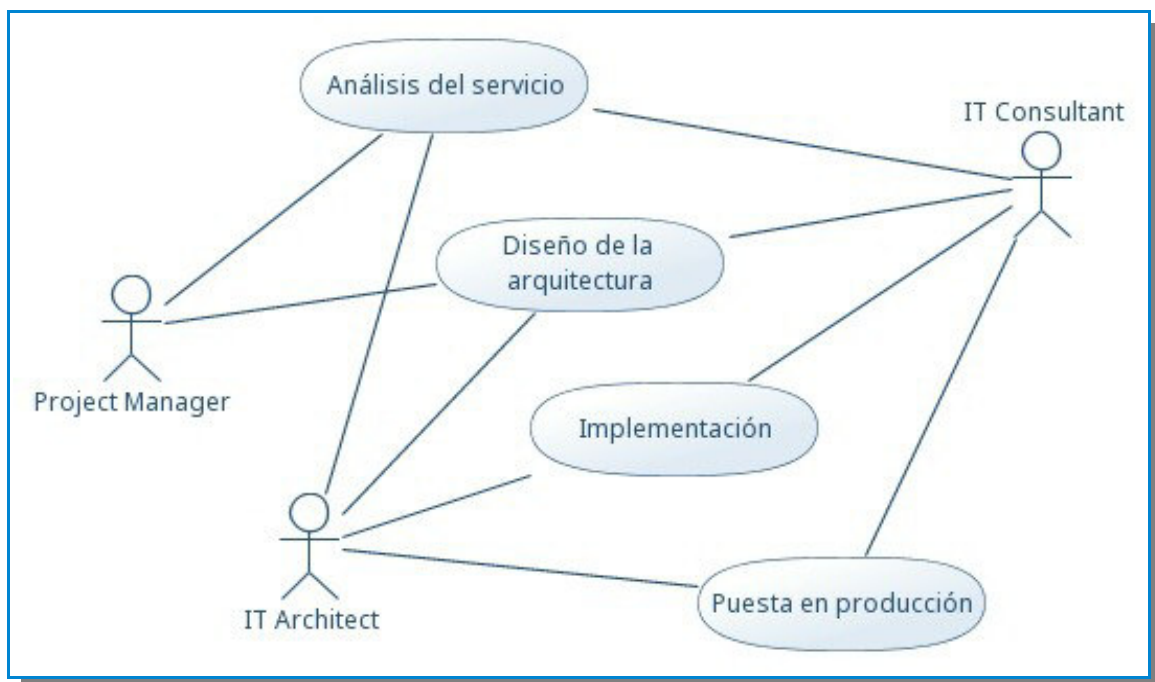 Análisis del servicio
IT Consultant
Diseño de la
arquitectura
Project Manager
Implementación
IT Architect
Puesta en producción